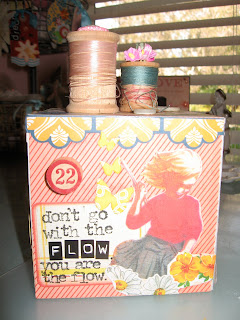 22
don't go
with the
FLOW
you are
the flow.